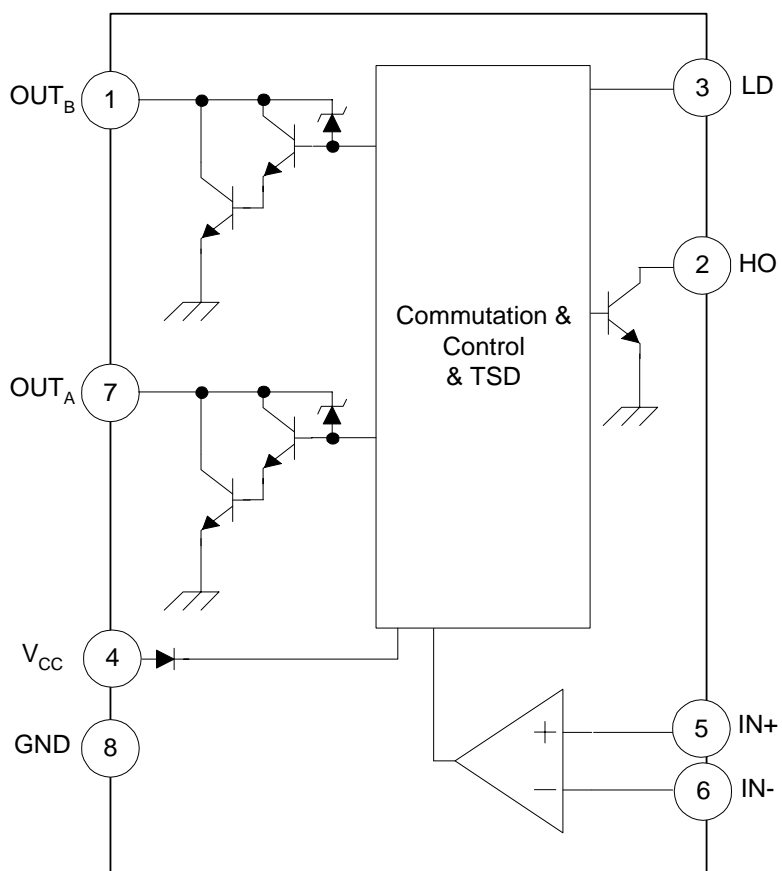 OUTB 1
3 LD
2 HO
Commutation &
Control
& TSD
OUTA 7
VCC 4
GND 8
+ 5 IN+
− 6 IN-